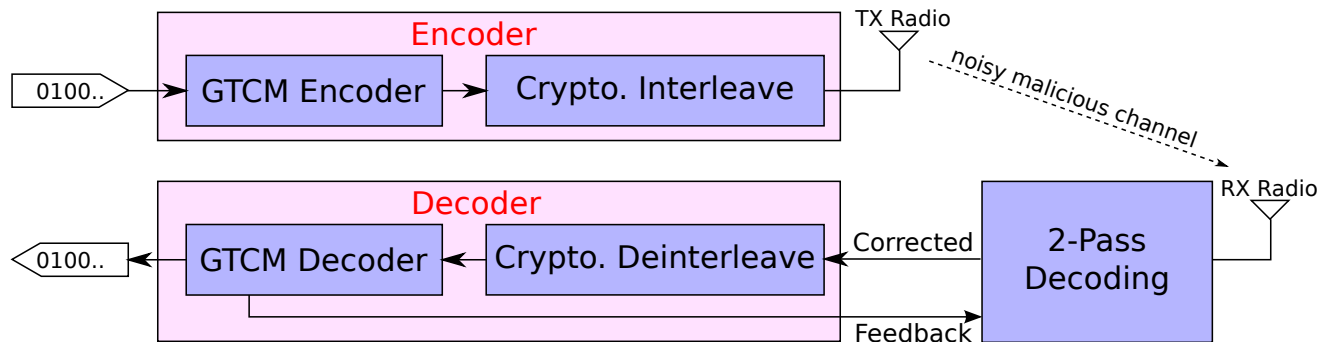 TX Radio
Encoder
0100..
GTCM Encoder
Crypto. Interleave
noisy malicious channel
RX Radio
Decoder
0100..
GTCM Decoder
Crypto. Deinterleave
Corrected
2-Pass
Decoding
Feedback